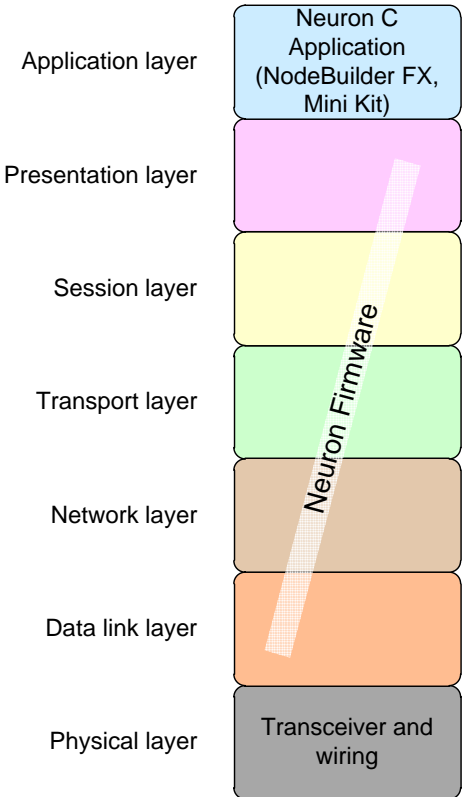 Application layer
Neuron C
Application
(NodeBuilder FX,
Mini Kit)
Presentation layer
Session layer
Transport layer
Network layer
Data link layer
Physical layer
Neuron Firmware
Transceiver and
wiring